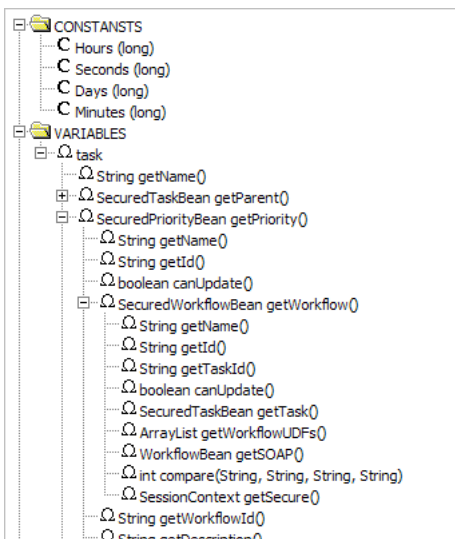 CONSTANSTS
C Hours (long)
C Seconds (long)
C Days (long)
C Minutes (long)
VARIABLES
Ω task
Ω String getName()
Ω SecuredTaskBean getParent()
Ω SecuredPriorityBean getPriority()
Ω String getName()
Ω String getId()
Ω boolean canUpdate()
Ω SecuredWorkflowBean getWorkflow()
Ω String getName()
Ω String getId()
Ω String getTaskId()
Ω boolean canUpdate()
Ω SecuredTaskBean getTask()
Ω ArrayList getWorkflowUDFs()
Ω WorkflowBean getSOAP()
Ω int compare(String, String, String, String)
Ω SessionContext getSecure()
Ω String getWorkflowId()
Ω String getDescription()